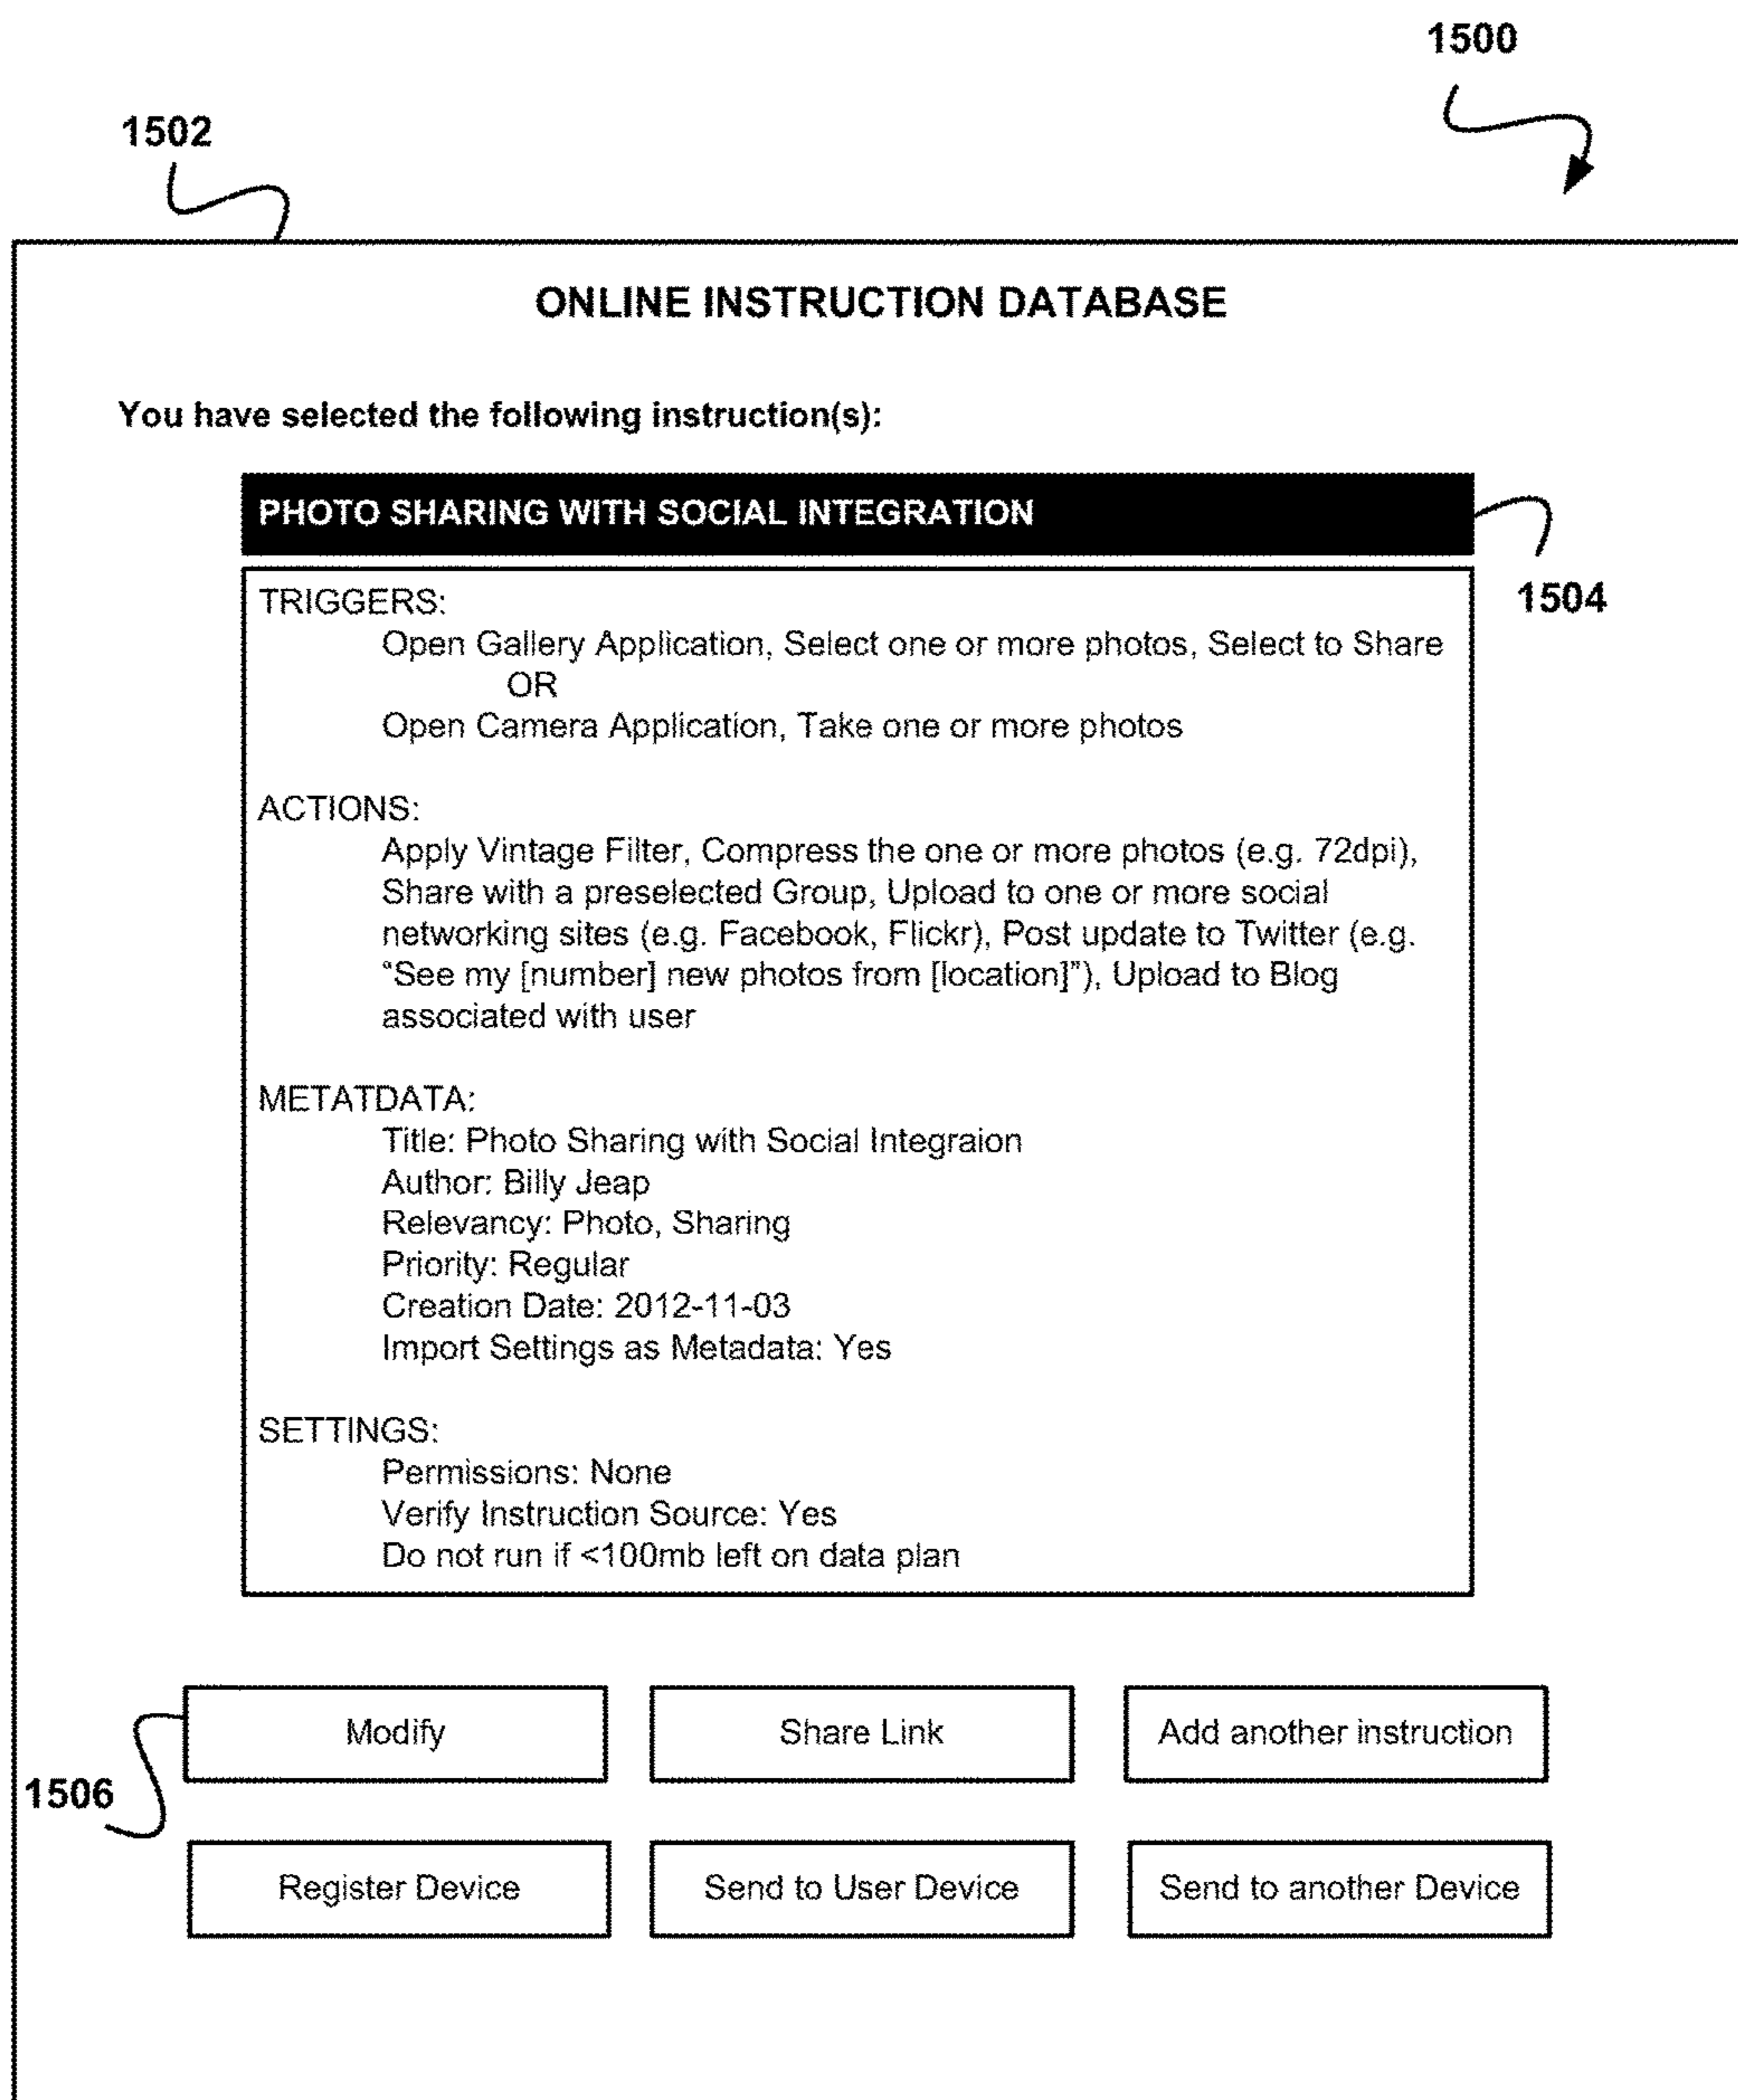 1500
1502
ONLINE INSTRUCTION DATABASE
You have selected the following instruction(s):
PHOTO SHARING WITH SOCIAL INTEGRATION
1504
TRIGGERS:
Open Gallery Application, Select one or more photos, Select to Share
OR
Open Camera Application, Take one or more photos
ACTIONS:
Apply Vintage Filter, Compress the one or more photos (e.g. 72dpi),
Share with a preselected Group, Upload to one or more social
networking sites (e.g. Facebook, Flickr), Post update to Twitter (e.g.
“See my [number] new photos from [location]”), Upload to Blog
associated with user
METATDATA:
Title: Photo Sharing with Social Integraion
Author: Billy Jeap
Relevancy: Photo, Sharing
Priority: Regular
Creation Date: 2012-11-03
Import Settings as Metadata: Yes
SETTINGS:
Permissions: None
Verify Instruction Source: Yes
Do not run if <100mb left on data plan
Modify
Share Link
Add another instruction
1506
Register Device
Send to User Device
Send to another Device